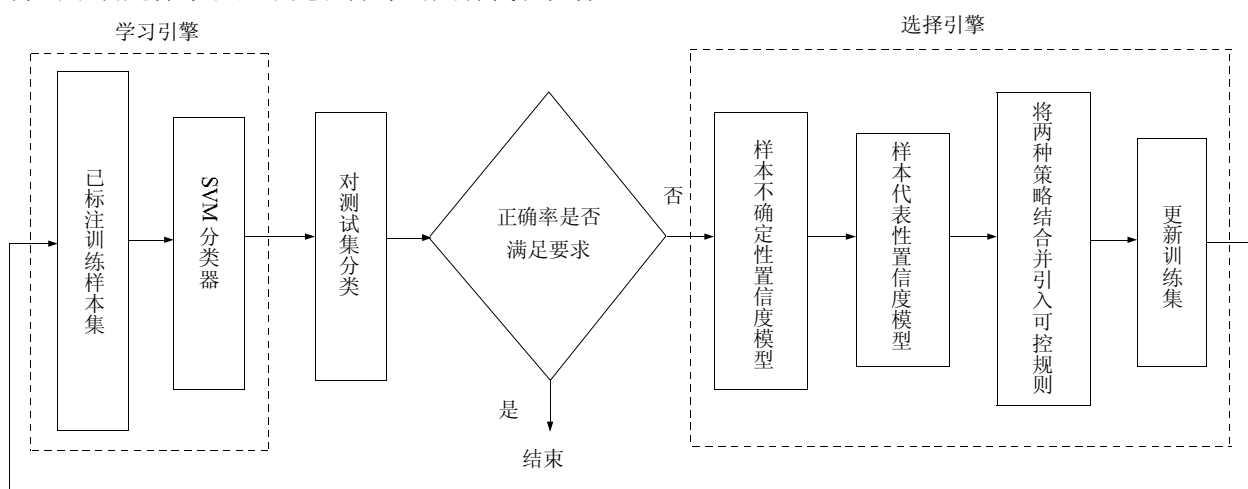 学习引擎
选择引擎
已标注训练样本集
SVM分类器
对测试集分类
正确率是否
满足要求
否
是
结束
样本不确定性置信度模型
样本代表性置信度模型
将两种策略结合并引入可控规则
更新训练集